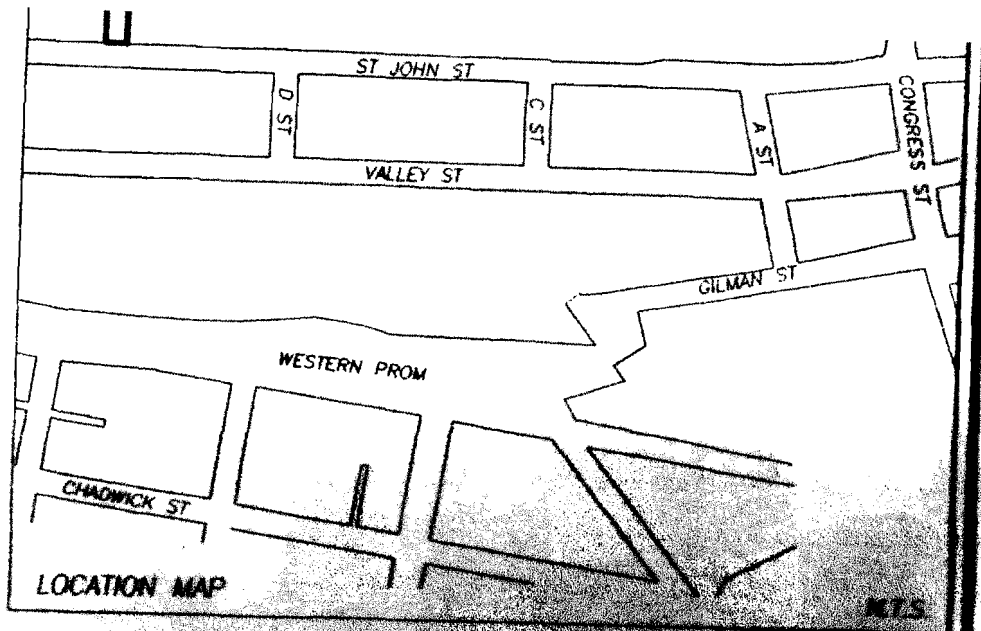 ST JOHN ST
D ST
C ST
A ST
CONGRESS ST
VALLEY ST
GILMAN ST
WESTERN PROM
CHADWICK ST
LOCATION MAP
N.T.S